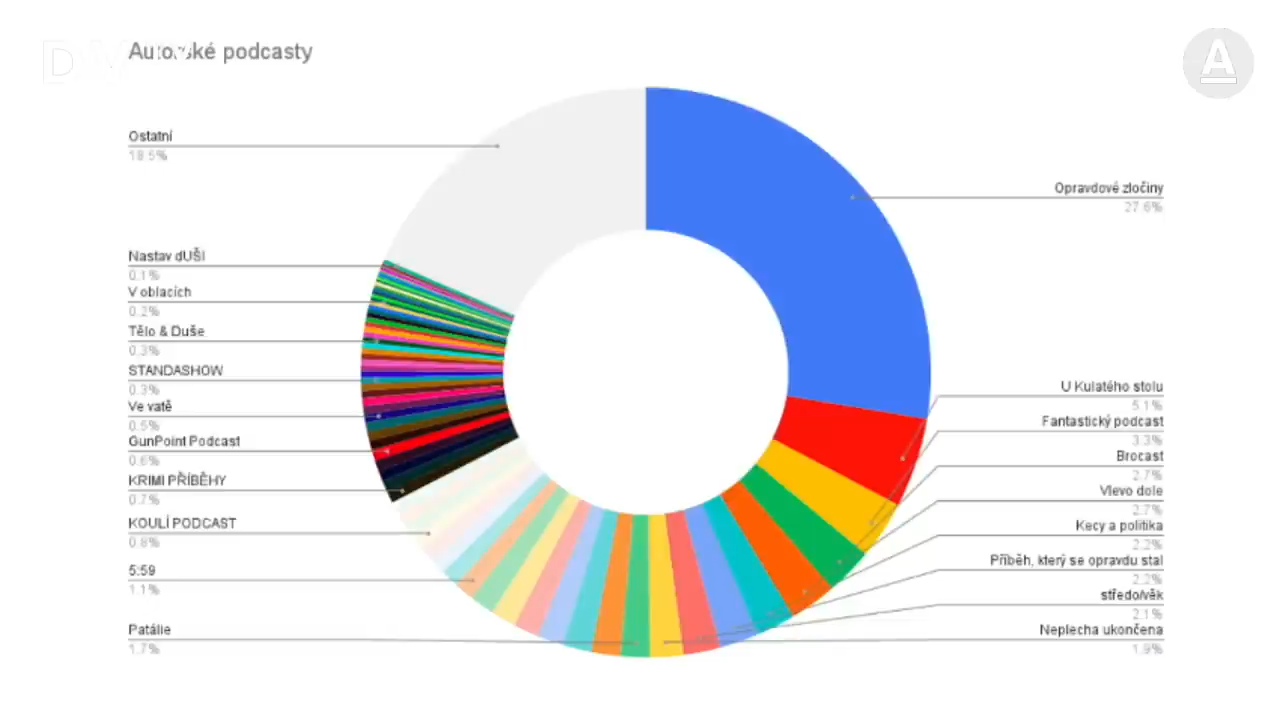 Autorské podcasty
Ostatní
18.5%
Nastav dUŠI
0.1%
V oblacích
0.2%
Tělo & Duše
0.3%
STANDASHOW
0.3%
Ve vatě
0.5%
GunPoint Podcast
0.6%
KRIMI PŘÍBĚHY
0.7%
KOULÍ PODCAST
0.8%
5:59
1.1%
Patálie
1.7%
Opravdové zločiny
27.6%
U Kulatého stolu
5.1%
Fantastický podcast
3.3%
Brocast
2.7%
Vlevo dole
2.7%
Kecy a politika
2.2%
Příběh, který se opravdu stal
2.2%
středo/věk
2.1%
Neplecha ukončena
1.9%
A